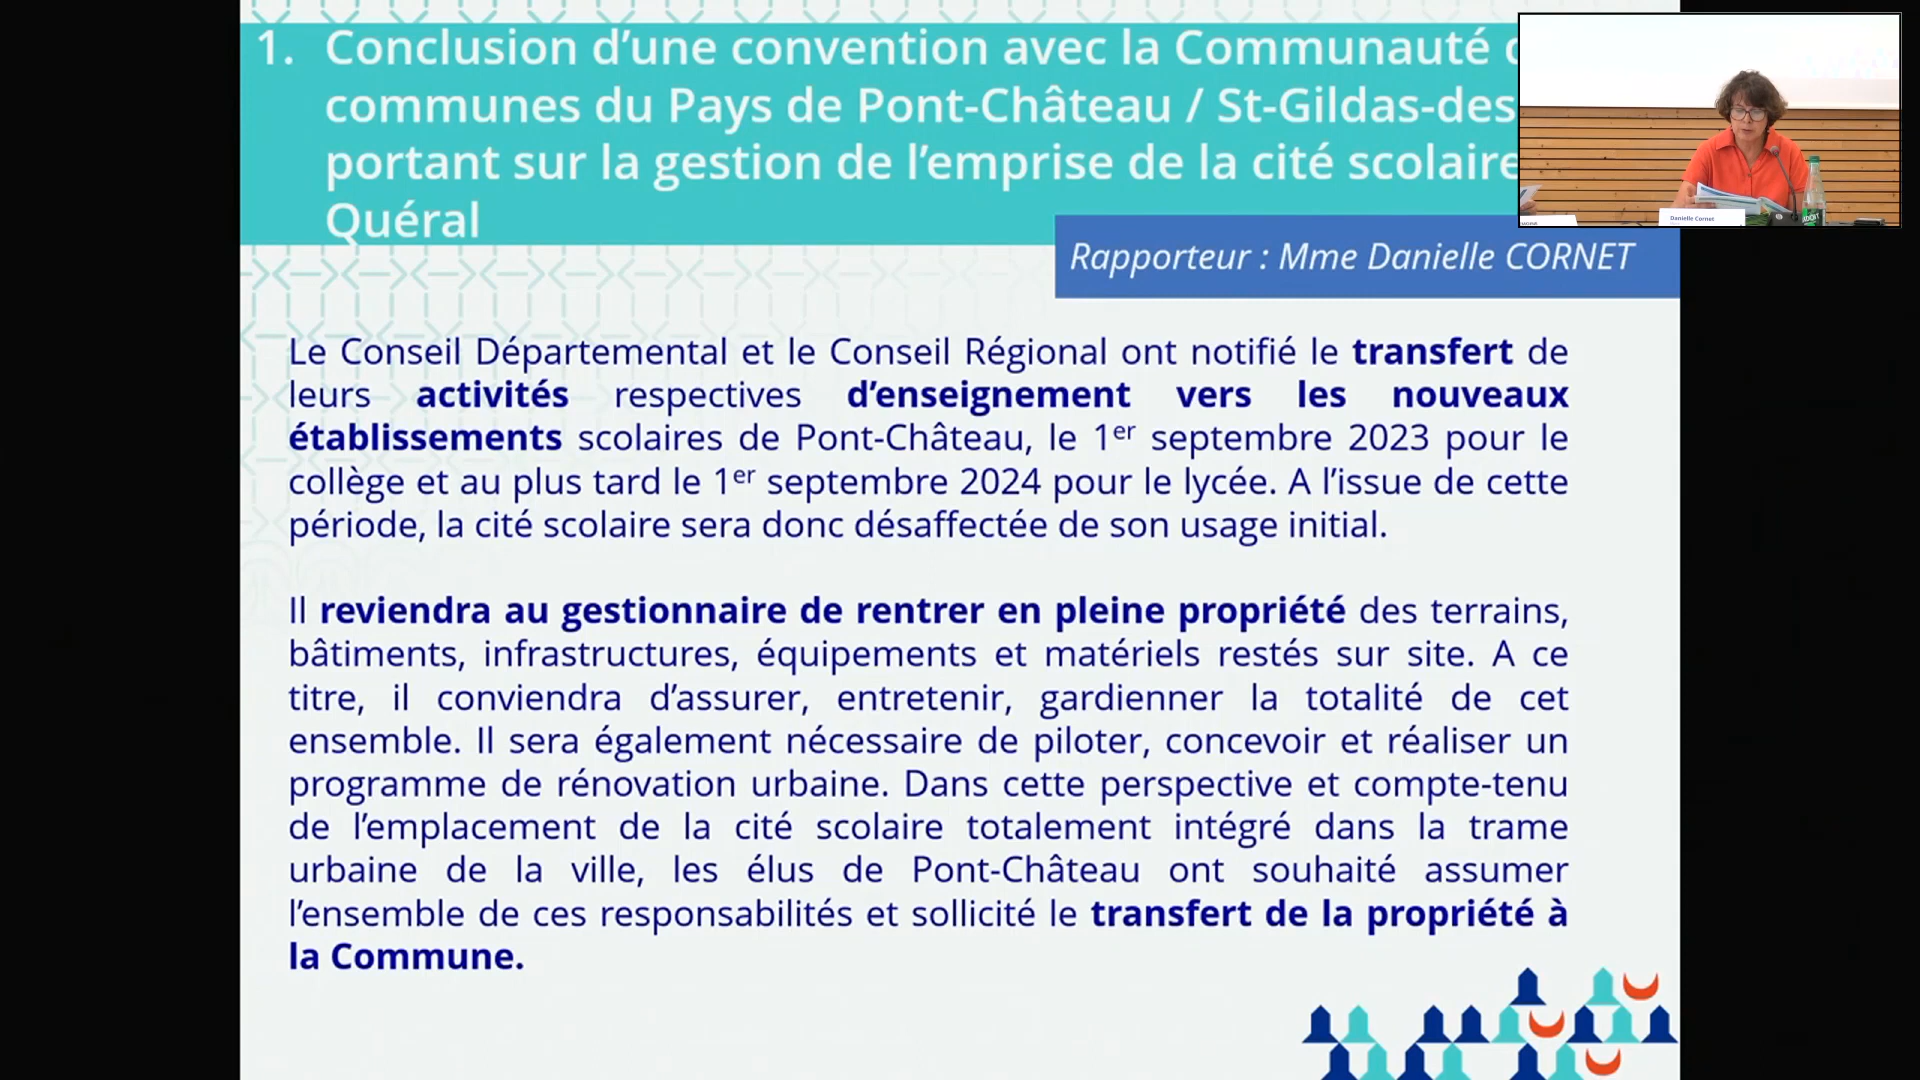 1. Conclusion d’une convention avec la Communauté
communes du Pays de Pont-Château / St-Gildas-des
portant sur la gestion de l’emprise de la cité scolaire
Quéral
Rapporteur : Mme Danielle CORNET
Danielle Cornet
Le Conseil Départemental et le Conseil Régional ont notifié le transfert de
leurs activités respectives d’enseignement vers les nouveaux
établissements scolaires de Pont-Château, le 1er septembre 2023 pour le
collège et au plus tard le 1er septembre 2024 pour le lycée. A l’issue de cette
période, la cité scolaire sera donc désaffectée de son usage initial.
Il reviendra au gestionnaire de rentrer en pleine propriété des terrains,
bâtiments, infrastructures, équipements et matériels restés sur site. A ce
titre, il conviendra d’assurer, entretenir, gardienner la totalité de cet
ensemble. Il sera également nécessaire de piloter, concevoir et réaliser un
programme de rénovation urbaine. Dans cette perspective et compte-tenu
de l’emplacement de la cité scolaire totalement intégré dans la trame
urbaine de la ville, les élus de Pont-Château ont souhaité assumer
l’ensemble de ces responsabilités et sollicité le transfert de la propriété à
la Commune.